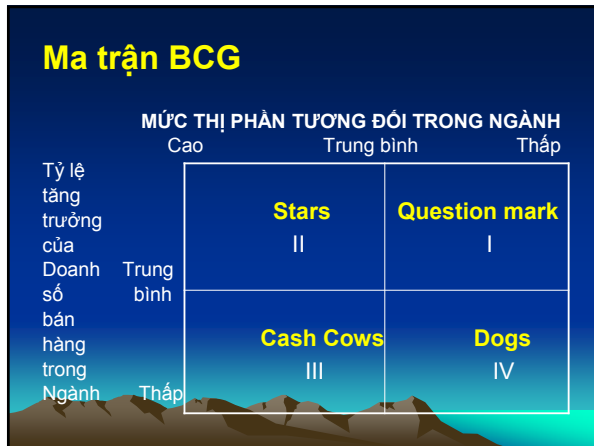 Ma trận BCG
MỨC THỊ PHẦN TƯƠNG ĐỐI TRONG NGÀNH
Cao Trung bình Thấp
Tỷ lệ
tăng
trưởng
của
Doanh Trung
số bình
bán
hàng
trong
Ngành Thấp
Stars Question mark
II I
Cash Cows Dogs
III IV